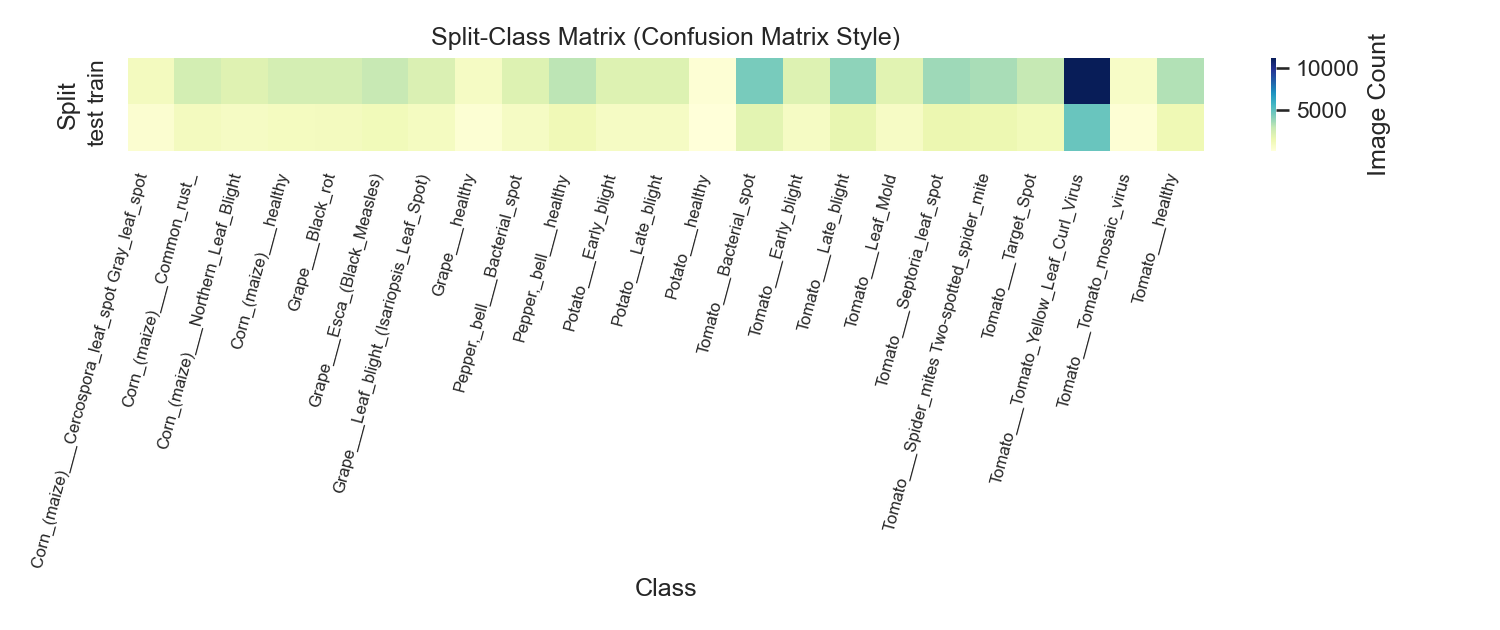 Split-Class Matrix (Confusion Matrix Style)
Split
train
test
10000
5000
Image Count
Corn_(maize)___Cercospora_leaf_spot Gray_leaf_spot
Corn_(maize)___Common_rust_
Corn_(maize)___Northern_Leaf_Blight
Corn_(maize)___healthy
Grape___Black_rot
Grape___Esca_(Black_Measles)
Grape___Leaf_blight_(Isariopsis_Leaf_Spot)
Grape___healthy
Pepper,_bell___Bacterial_spot
Pepper,_bell___healthy
Potato___Early_blight
Potato___Late_blight
Potato___healthy
Tomato___Bacterial_spot
Tomato___Early_blight
Tomato___Late_blight
Tomato___Leaf_Mold
Tomato___Septoria_leaf_spot
Tomato___Spider_mites Two-spotted_spider_mite
Tomato___Target_Spot
Tomato___Tomato_Yellow_Leaf_Curl_Virus
Tomato___Tomato_mosaic_virus
Tomato___healthy
Class